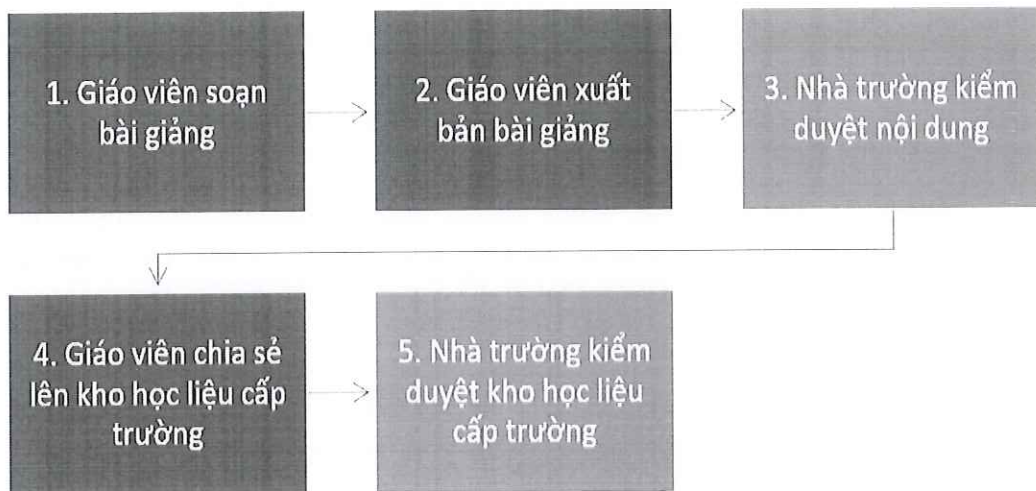 1. Giáo viên soạn
bài giảng
2. Giáo viên xuất
bản bài giảng
3. Nhà trường kiểm
duyệt nội dung
4. Giáo viên chia sẻ
lên kho học liệu cấp
trường
5. Nhà trường kiểm
duyệt kho học liệu
cấp trường